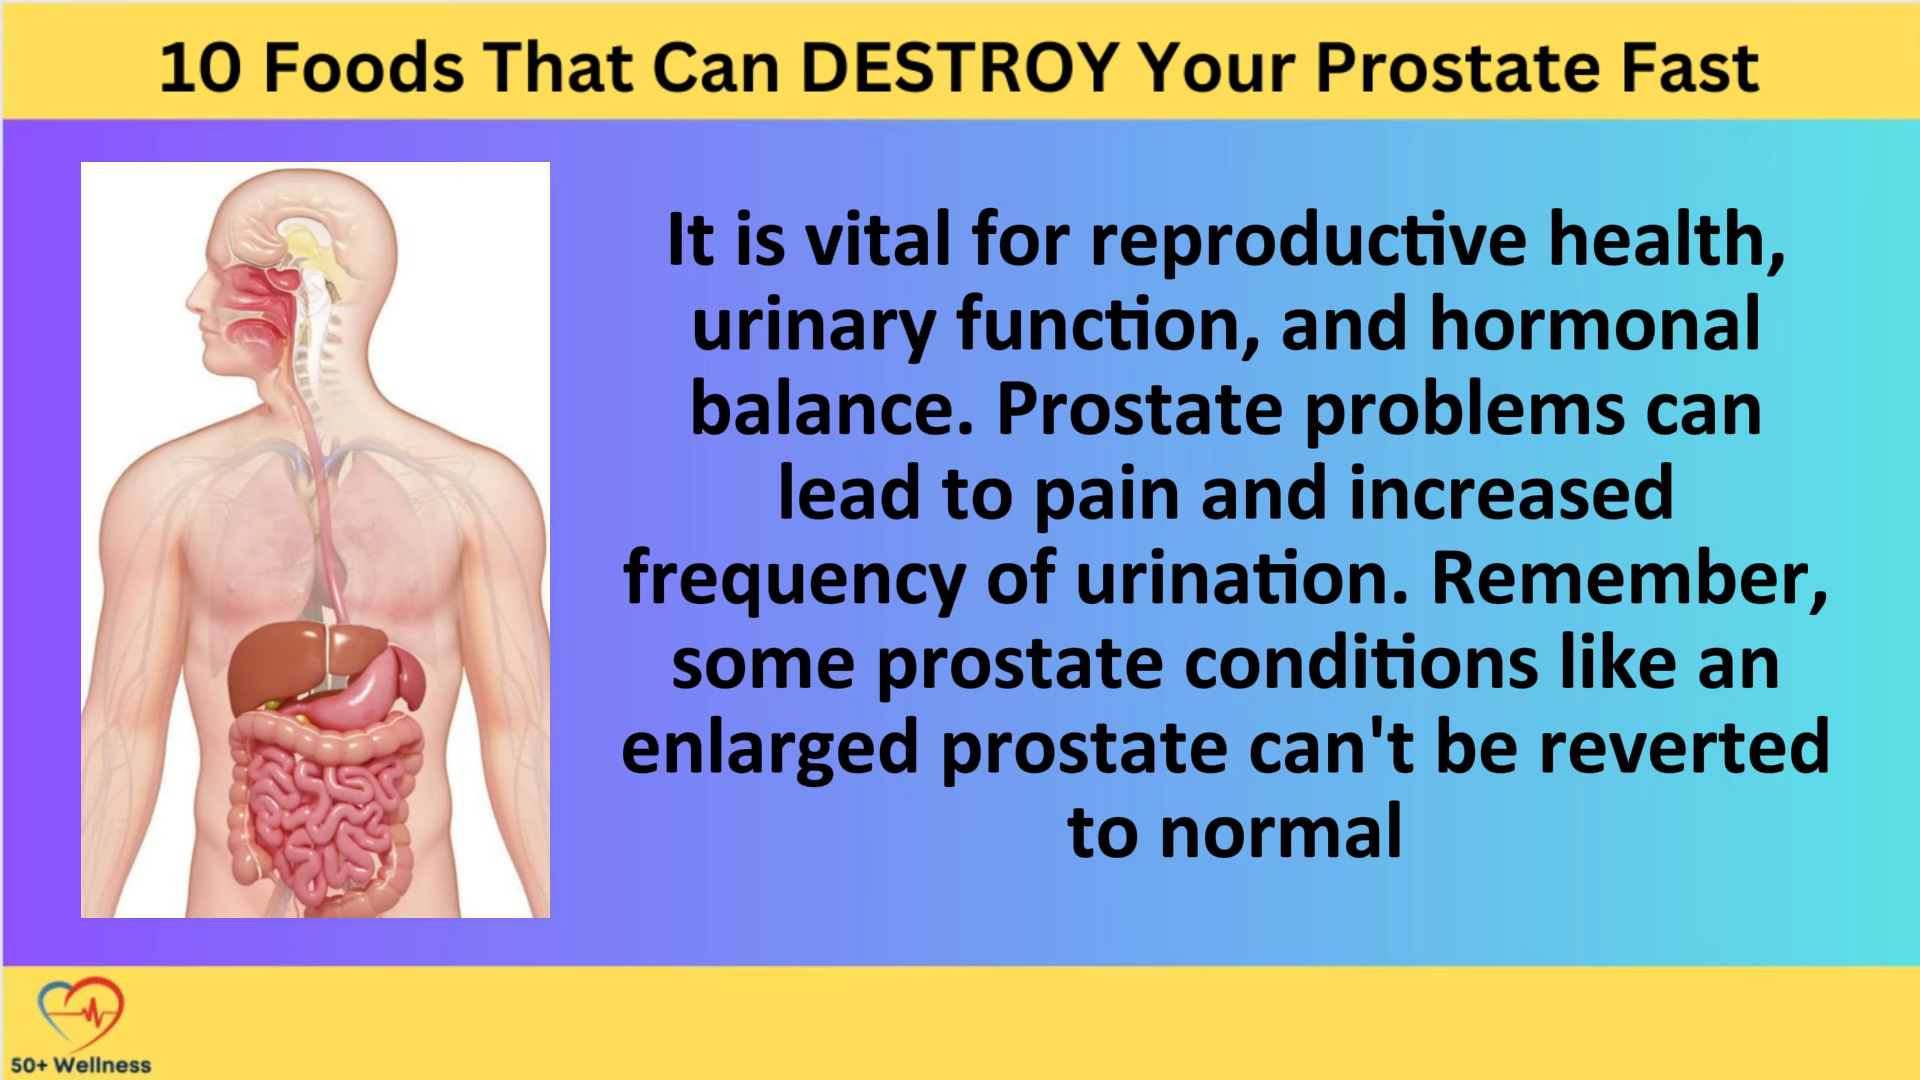 10 Foods That Can DESTROY Your Prostate Fast
It is vital for reproductive health,
urinary function, and hormonal
balance. Prostate problems can
lead to pain and increased
frequency of urination. Remember,
some prostate conditions like an
enlarged prostate can't be reverted
to normal
50+ Wellness